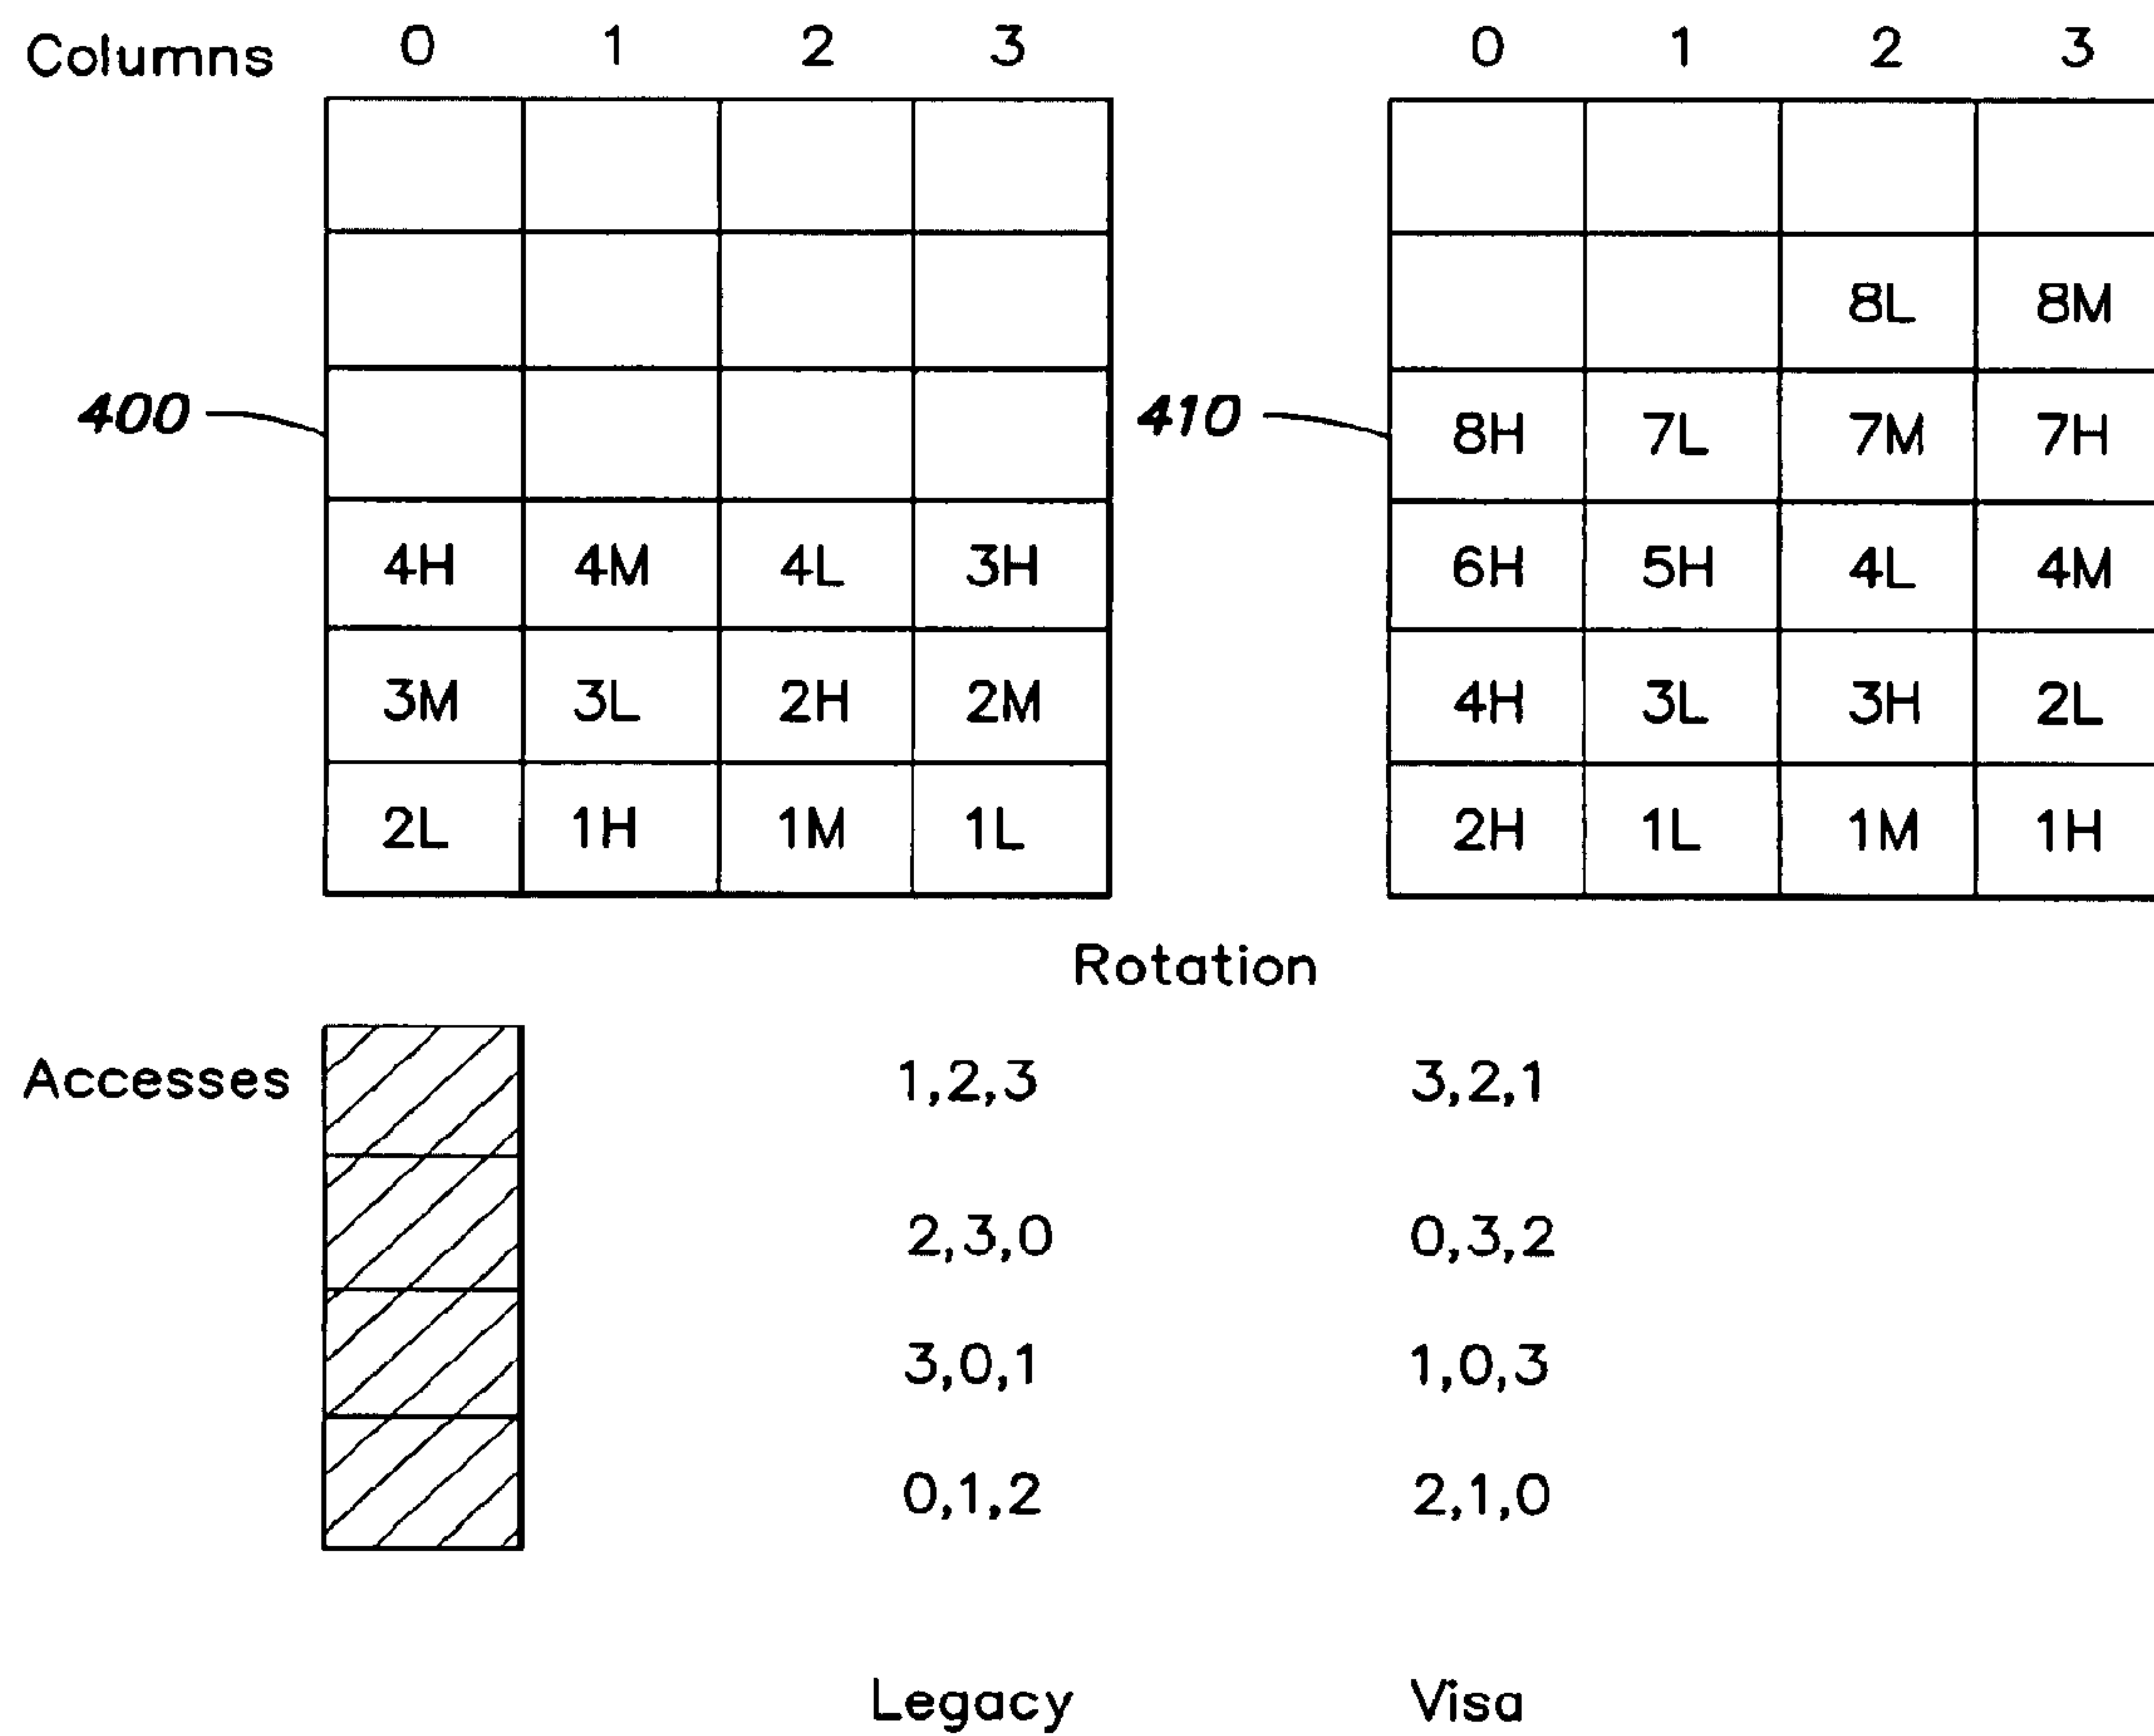 Columns 0 1 2 3 0 1 2 3
8L 8M
400 410 8H 7L 7M 7H
4H 4M 4L 3H 6H 5H 4L 4M
3M 3L 2H 2M 4H 3L 3H 2L
2L 1H 1M 1L 2H 1L 1M 1H
Rotation
Accesses 1,2,3 3,2,1
2,3,0 0,3,2
3,0,1 1,0,3
0,1,2 2,1,0
Legacy Visa